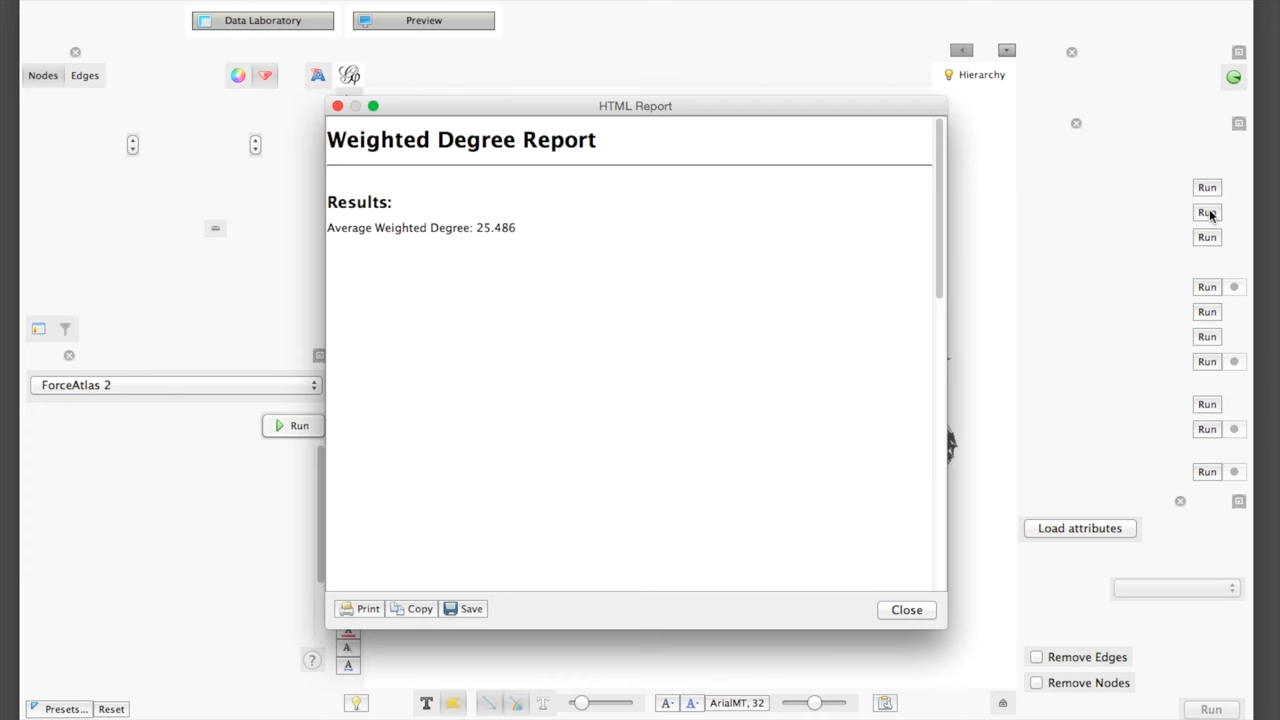 Data Laboratory
Preview
Nodes
Edges
Hierarchy
HTML Report
Weighted Degree Report
Results:
Average Weighted Degree: 25.486
Run
Run
Run
Run
Run
Run
Run
Run
Run
Run
ForceAtlas 2
Run
Load attributes
Print
Copy
Save
Close
Remove Edges
Remove Nodes
Presets...
Reset
T
T
A-
A-
ArialMT, 32
Run